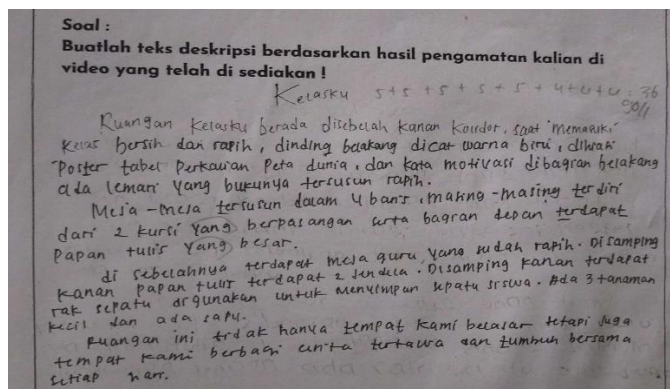 Soal :
Buatlah teks deskripsi berdasarkan hasil pengamatan kalian di
video yang telah di sediakan !
Kelasku 5+5+5+5+5+4+4+4 = 36
90//
Ruangan Kelasku berada disebelah kanan Koridor, saat memasuki
kelas bersih dan rapih, dinding belakang dicat warna biru, dihiasi
Poster tabel Perkalian Peta dunia, dan kata motivasi dibagian belakang
ada lemari yang bukunya tersusun rapih.
Meja-meja tersusun dalam 4 baris, masing-masing terdiri
dari 2 kursi yang berpasangan serta bagian depan terdapat
Papan tulis yang besar.
di sebelahnya terdapat meja guru yang sudah rapih. Disamping
kanan papan tulis terdapat 2 jendela. Disamping kanan terdapat
rak sepatu digunakan untuk menyimpan sepatu siswa. Ada 3 tanaman
kecil dan ada sapu.
Ruangan ini tidak hanya tempat kami belajar tetapi juga
tempat kami berbagi cerita tertawa dan tumbuh bersama
setiap hari.